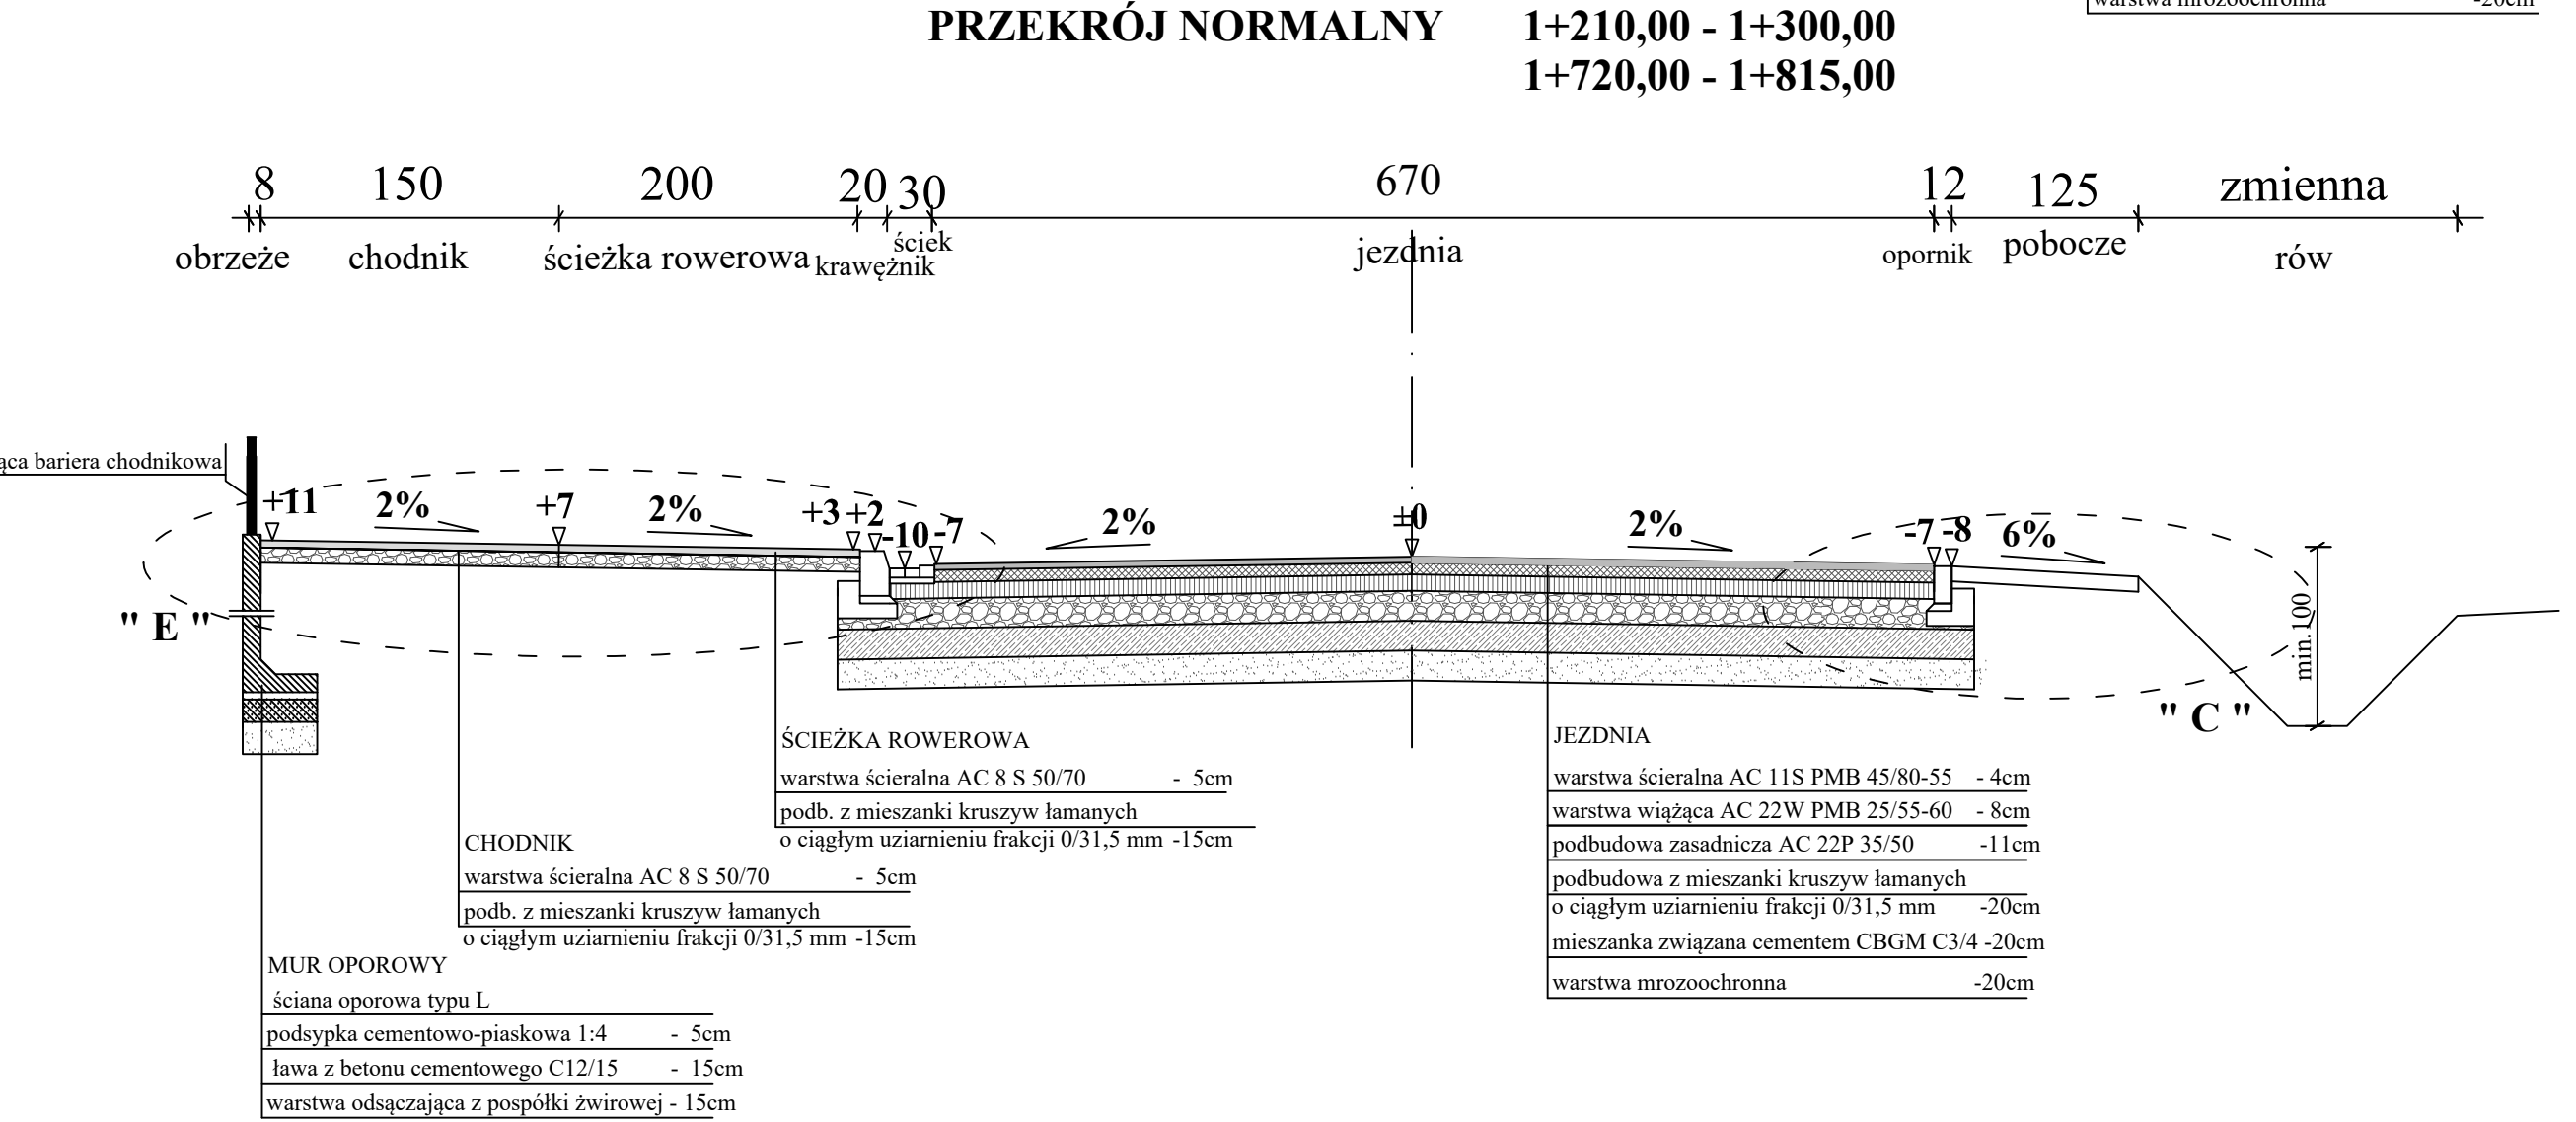 warstwa mrozoochronna -20cm
PRZEKRÓJ NORMALNY 1+210,00 - 1+300,00
1+720,00 - 1+815,00
8 150 200 20 30 670 12 125 zmienna
obrzeże chodnik ścieżka rowerowa krawężnik ściek jezdnia opornik pobocze rów
ąca bariera chodnikowa
+11 2% +7 2% +3 +2 -10 -7 2% ±0 2% -7 -8 6%
min.100
" E "
" C "
ŚCIEŻKA ROWEROWA
warstwa ścieralna AC 8 S 50/70 - 5cm
podb. z mieszanki kruszyw łamanych
o ciągłym uziarnieniu frakcji 0/31,5 mm -15cm
JEZDNIA
warstwa ścieralna AC 11S PMB 45/80-55 - 4cm
warstwa wiążąca AC 22W PMB 25/55-60 - 8cm
podbudowa zasadnicza AC 22P 35/50 -11cm
podbudowa z mieszanki kruszyw łamanych
o ciągłym uziarnieniu frakcji 0/31,5 mm -20cm
mieszanka związana cementem CBGM C3/4 -20cm
warstwa mrozoochronna -20cm
CHODNIK
warstwa ścieralna AC 8 S 50/70 - 5cm
podb. z mieszanki kruszyw łamanych
o ciągłym uziarnieniu frakcji 0/31,5 mm -15cm
MUR OPOROWY
ściana oporowa typu L
podsypka cementowo-piaskowa 1:4 - 5cm
ława z betonu cementowego C12/15 - 15cm
warstwa odsączająca z pospółki żwirowej - 15cm